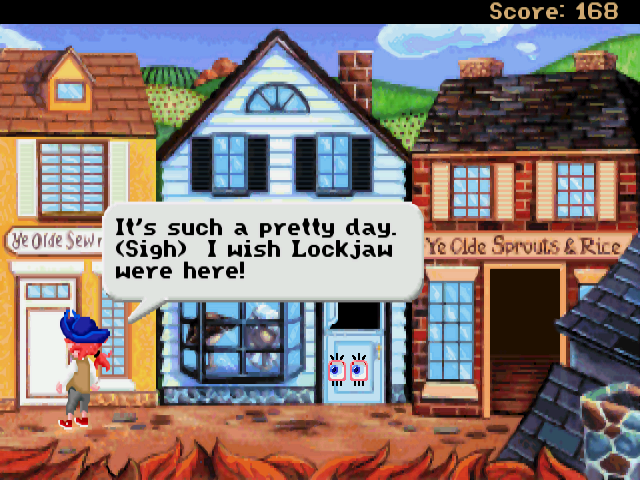 Score: 168
It's such a pretty day.
(Sigh) I wish Lockjaw
were here!
Ye Olde Sew
Ye Olde Sprouts & Rice